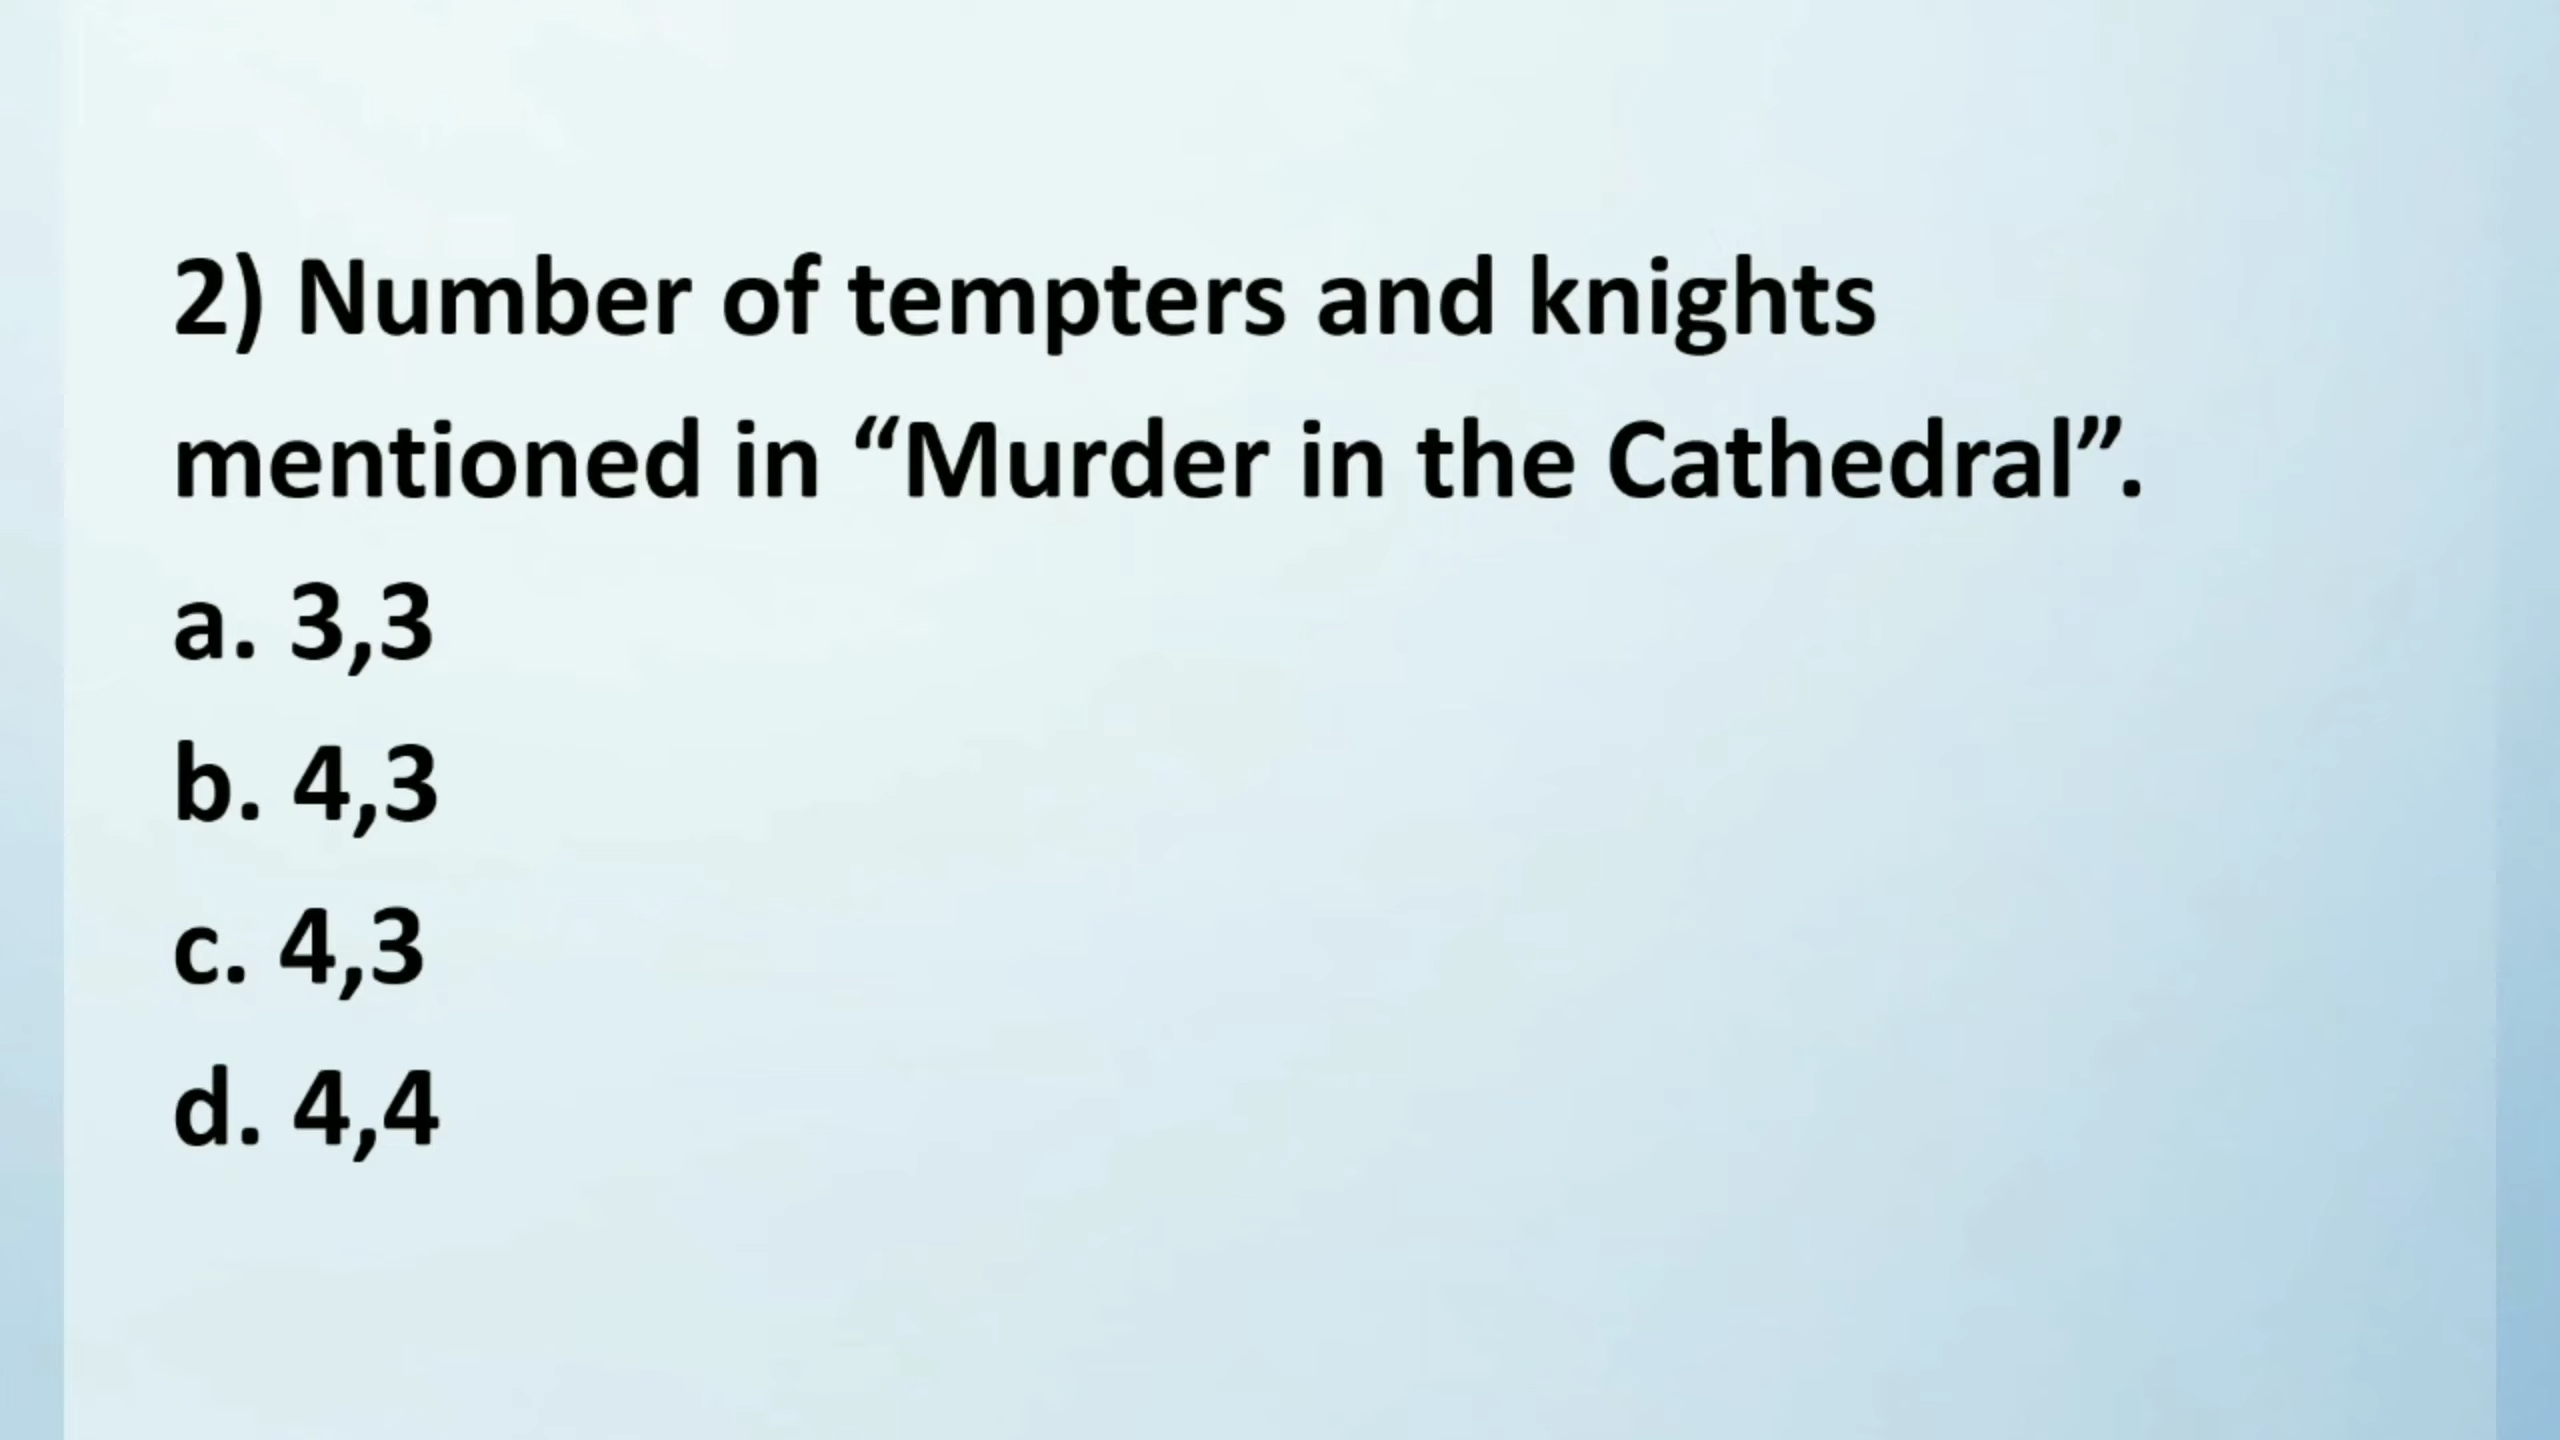 2) Number of tempters and knights
mentioned in “Murder in the Cathedral”.
a. 3,3
b. 4,3
c. 4,3
d. 4,4